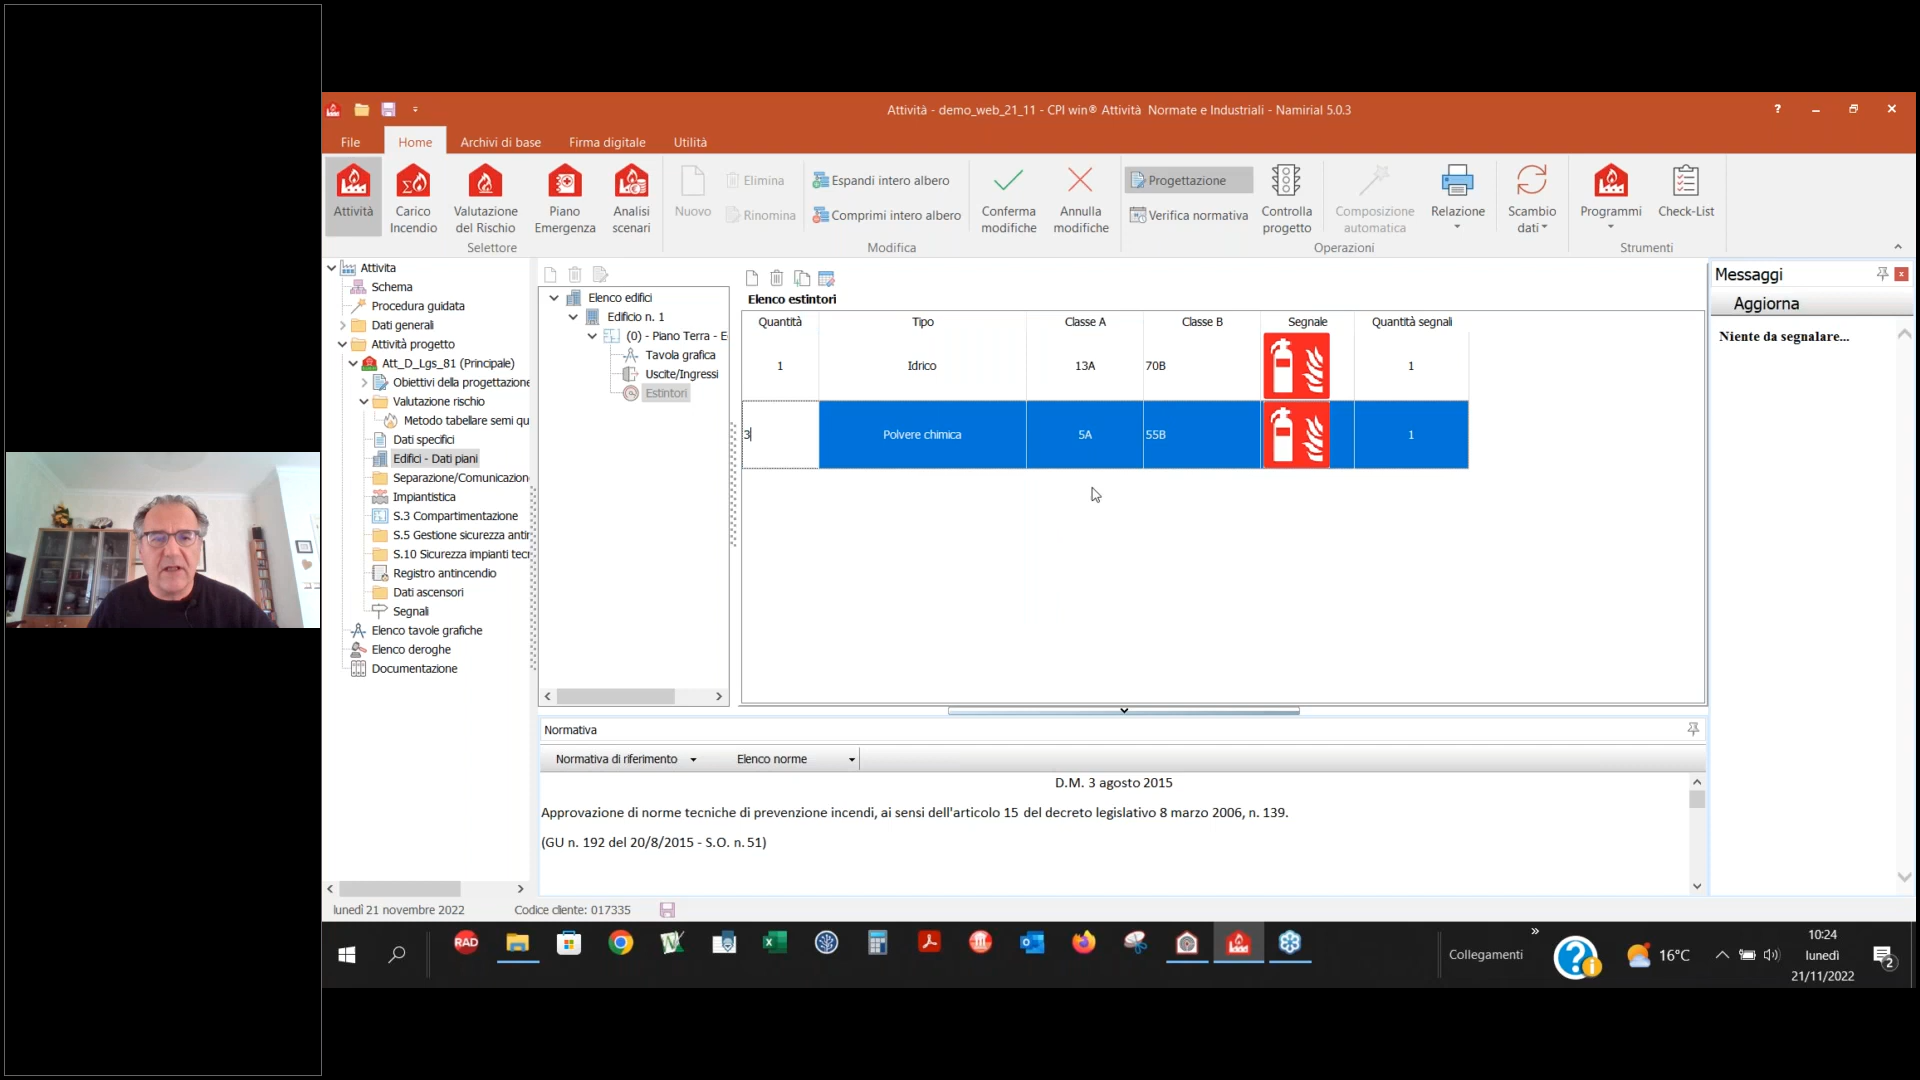 Attività - demo_web_21_11 - CPI win® Attività Normate e Industriali - Namirial 5.0.3
?
File Home Archivi di base Firma digitale Utilità
Attività
Carico Incendio
Valutazione del Rischio
Piano Emergenza
Analisi scenari
Selettore
Nuovo
Elimina
Rinomina
Espandi intero albero
Comprimi intero albero
Conferma modifiche
Annulla modifiche
Modifica
Progettazione
Verifica normativa
Controlla progetto
Composizione automatica
Relazione
Operazioni
Scambio dati
Programmi
Check-List
Strumenti
Attivita
Schema
Procedura guidata
Dati generali
Attività progetto
Att_D_Lgs_81 (Principale)
Obiettivi della progettazione
Valutazione rischio
Metodo tabellare semi qu
Dati specifici
Edifici - Dati piani
Separazione/Comunicazion
Impiantistica
S.3 Compartimentazione
S.5 Gestione sicurezza antir
S.10 Sicurezza impianti tecr
Registro antincendio
Dati ascensori
Segnali
Elenco tavole grafiche
Elenco deroghe
Documentazione
Elenco edifici
Edificio n. 1
(0) - Piano Terra - E
Tavola grafica
Uscite/Ingressi
Estintori
Elenco estintori
Quantità Tipo Classe A Classe B Segnale Quantità segnali
1 Idrico 13A 70B 1
3 Polvere chimica 5A 55B 1
Messaggi
Aggiorna
Niente da segnalare...
Normativa
Normativa di riferimento Elenco norme
D.M. 3 agosto 2015
Approvazione di norme tecniche di prevenzione incendi, ai sensi dell'articolo 15 del decreto legislativo 8 marzo 2006, n. 139.
(GU n. 192 del 20/8/2015 - S.O. n. 51)
lunedì 21 novembre 2022 Codice cliente: 017335
RAD
Collegamenti
16°C
10:24
lunedì
21/11/2022
2